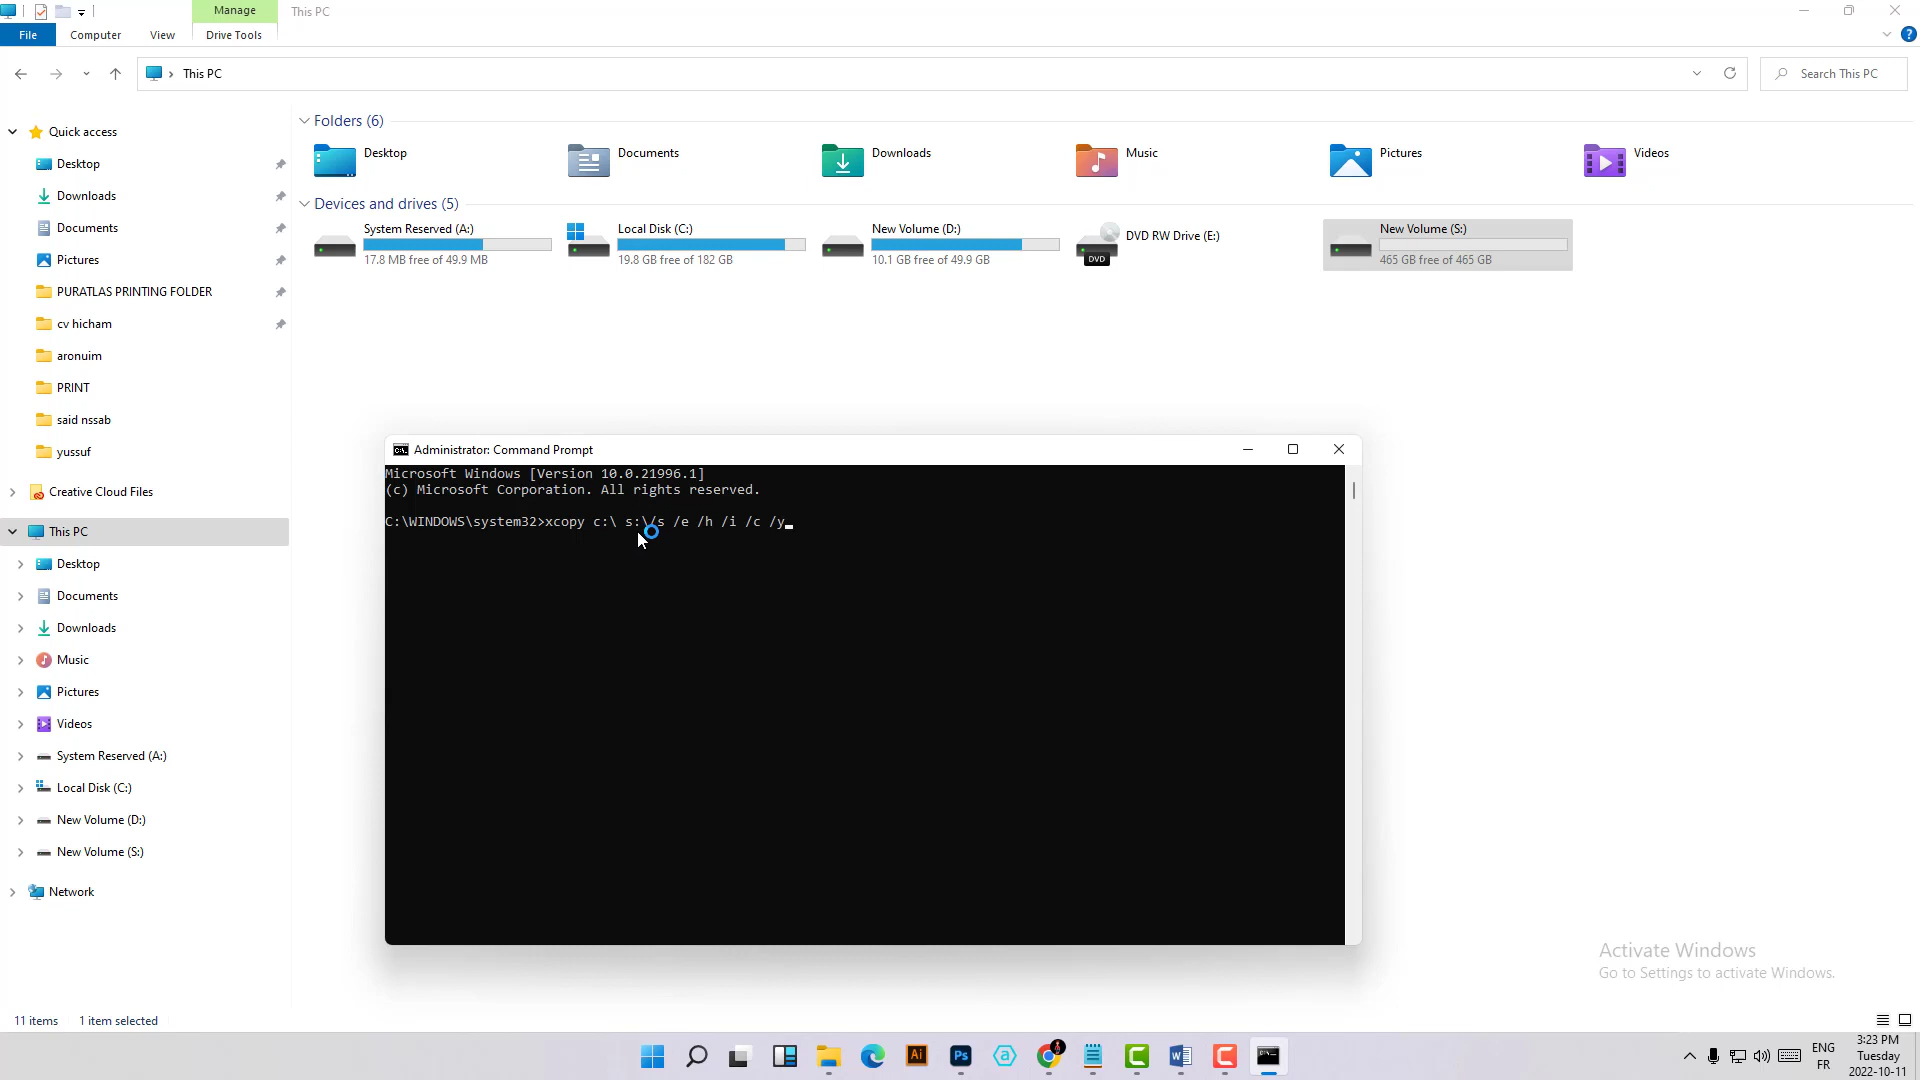 Manage
This PC
File
Computer
View
Drive Tools
This PC
Search This PC
Quick access
Desktop
Downloads
Documents
Pictures
PURATLAS PRINTING FOLDER
cv hicham
aronuim
PRINT
said nssab
yussuf
Creative Cloud Files
This PC
Desktop
Documents
Downloads
Music
Pictures
Videos
System Reserved (A:)
Local Disk (C:)
New Volume (D:)
New Volume (S:)
Network
Folders (6)
Desktop
Documents
Downloads
Music
Pictures
Videos
Devices and drives (5)
System Reserved (A:)
17.8 MB free of 49.9 MB
Local Disk (C:)
19.8 GB free of 182 GB
New Volume (D:)
10.1 GB free of 49.9 GB
DVD
DVD RW Drive (E:)
New Volume (S:)
465 GB free of 465 GB
Administrator: Command Prompt
Microsoft Windows [Version 10.0.21996.1]
(c) Microsoft Corporation. All rights reserved.
C:\WINDOWS\system32>xcopy c:\ s:\/s /e /h /i /c /y
Activate Windows
Go to Settings to activate Windows.
11 items
1 item selected
Ai
Ps
ENG
FR
3:23 PM
Tuesday
2022-10-11